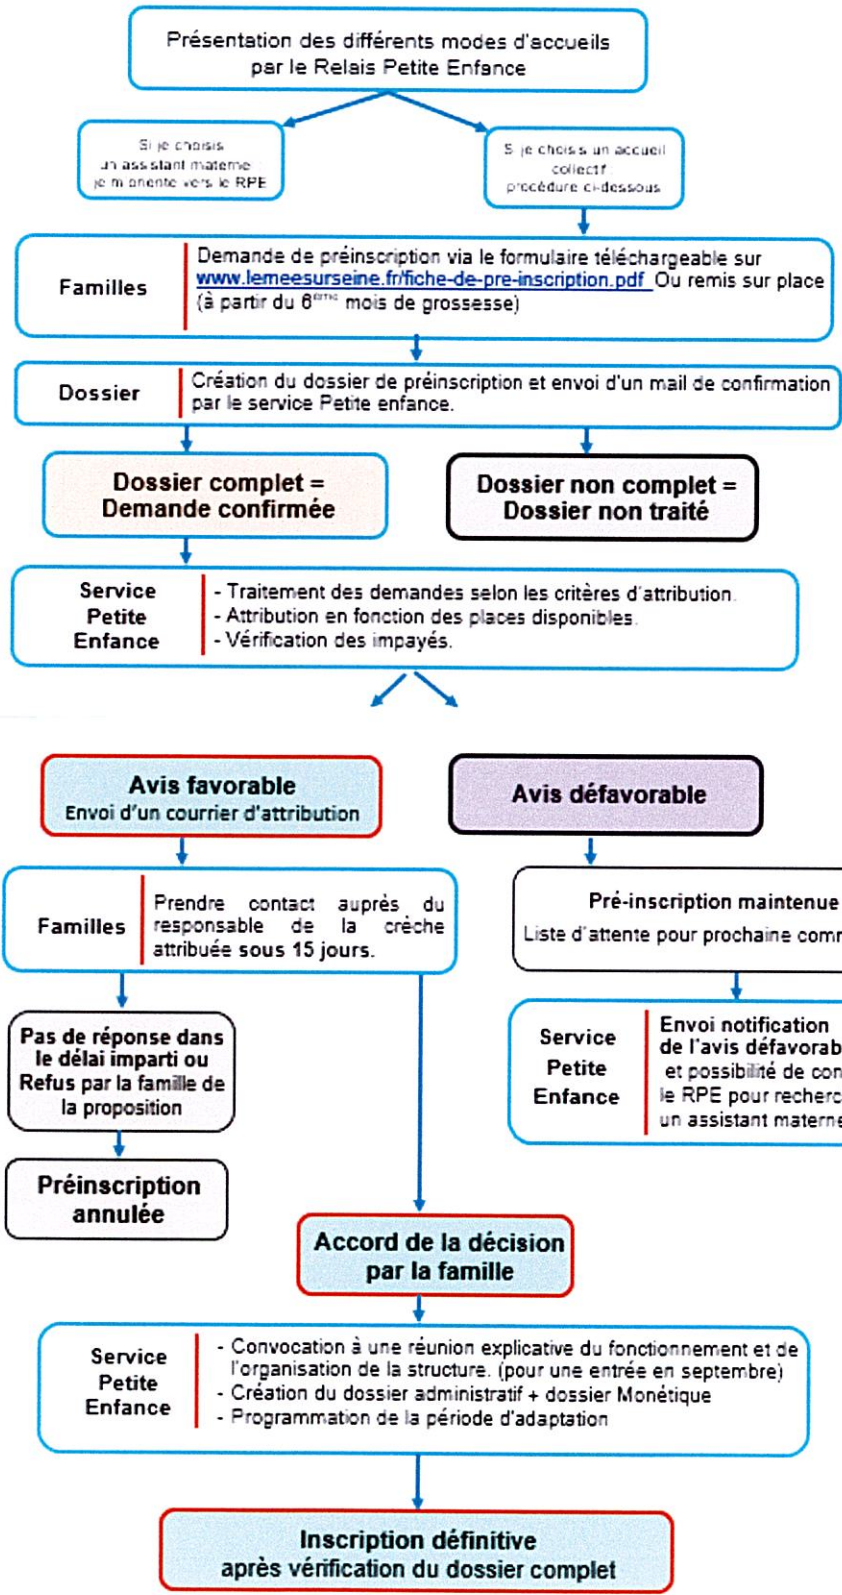 Présentation des différents modes d'accueils
par le Relais Petite Enfance
Si je choisis
un assistant materne :
je m oriente vers le RPE
S je chois s un accueil
collectif :
procédure ci-dessous
Familles
Demande de préinscription via le formulaire téléchargeable sur
www.lemeesurseine.fr/fiche-de-pre-inscription.pdf Ou remis sur place
(à partir du 6ème mois de grossesse)
Dossier
Création du dossier de préinscription et envoi d'un mail de confirmation
par le service Petite enfance.
Dossier complet =
Demande confirmée
Dossier non complet =
Dossier non traité
Service
Petite
Enfance
- Traitement des demandes selon les critères d'attribution.
- Attribution en fonction des places disponibles.
- Vérification des impayés.
Avis favorable
Envoi d'un courrier d'attribution
Avis défavorable
Familles
Prendre contact auprès du
responsable de la crèche
attribuée sous 15 jours.
Pré-inscription maintenue
Liste d'attente pour prochaine comm
Pas de réponse dans
le délai imparti ou
Refus par la famille de
la proposition
Service
Petite
Enfance
Envoi notification
de l'avis défavorab
et possibilité de con
le RPE pour recherc
un assistant materne
Préinscription
annulée
Accord de la décision
par la famille
Service
Petite
Enfance
- Convocation à une réunion explicative du fonctionnement et de
l'organisation de la structure. (pour une entrée en septembre)
- Création du dossier administratif + dossier Monétique
- Programmation de la période d'adaptation
Inscription définitive
après vérification du dossier complet